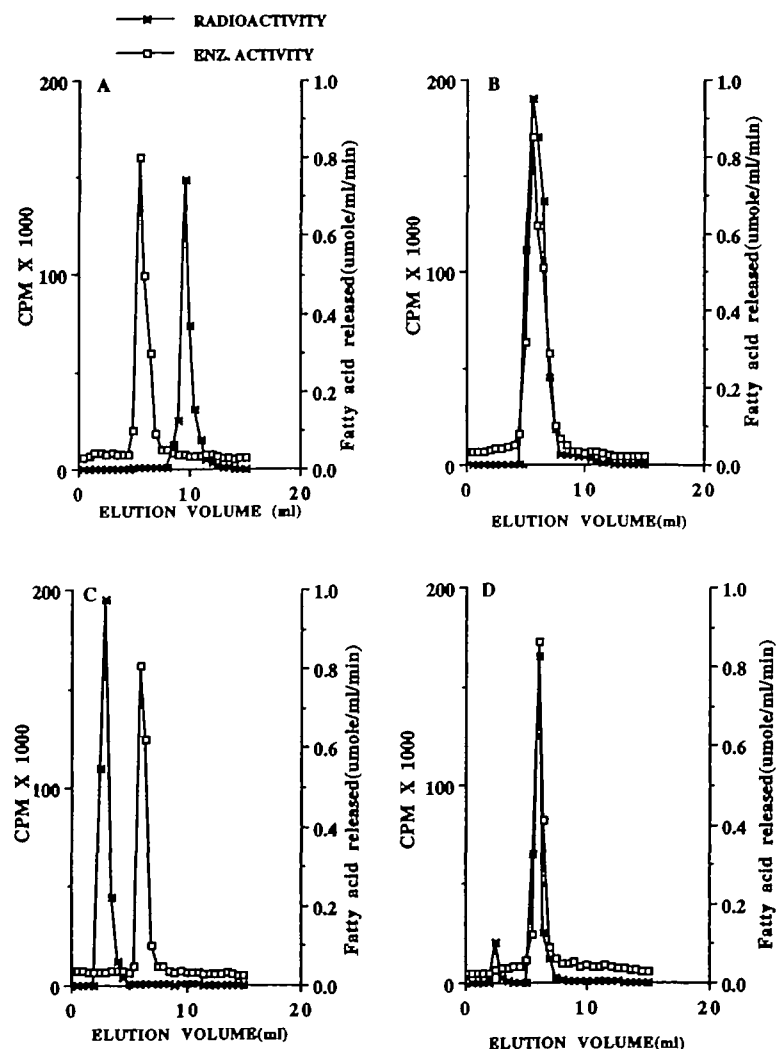 RADIOACTIVITY
ENZ. ACTIVITY
A
200
100
0
0
10
20
1.0
0.8
0.6
0.4
0.2
0.0
CPM X 1000
Fatty acid released(umole/ml/min)
ELUTION VOLUME (ml)
B
200
100
0
0
10
20
1.0
0.8
0.6
0.4
0.2
0.0
CPM X 1000
Fatty acid released(umole/ml/min)
ELUTION VOLUME(ml)
C
200
100
0
0
10
20
1.0
0.8
0.6
0.4
0.2
0.0
CPM X 1000
Fatty acid released(umole/ml/min)
ELUTION VOLUME(ml)
D
200
100
0
0
10
20
1.0
0.8
0.6
0.4
0.2
0.0
CPM X 1000
Fatty acid released(umole/ml/min)
ELUTION VOLUME(ml)